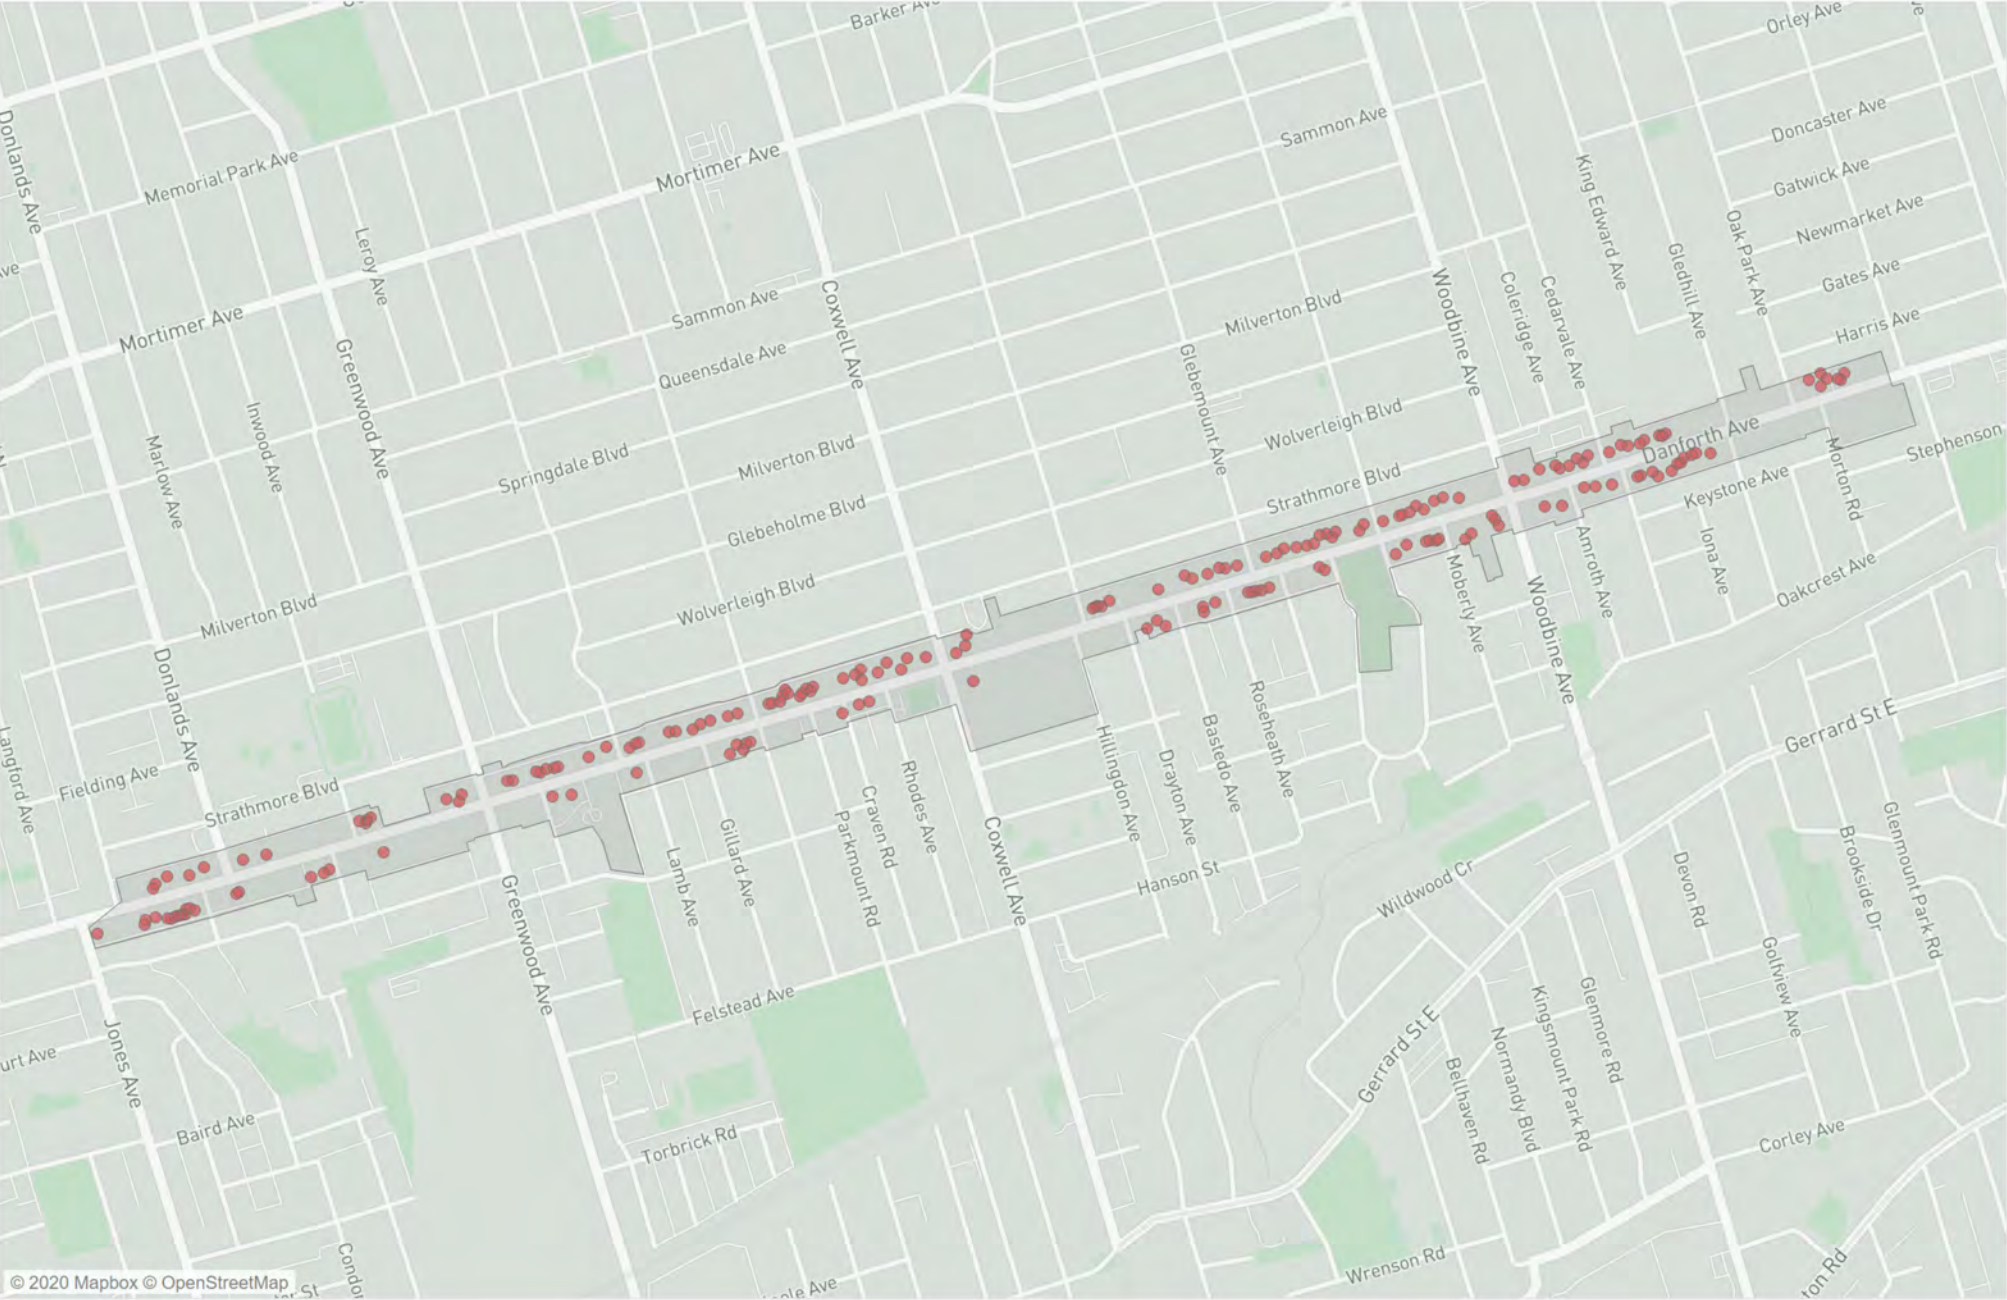 Barker Ave
Orley Ave
Doncaster Ave
Sammon Ave
Donlands Ave
Memorial Park Ave
Mortimer Ave
Gatwick Ave
King Edward Ave
Newmarket Ave
Oak Park Ave
Leroy Ave
Gledhill Ave
Gates Ave
Sammon Ave
Coxwell Ave
Woodbine Ave
Coleridge Ave
Cedarvale Ave
Milverton Blvd
Harris Ave
Mortimer Ave
Greenwood Ave
Queensdale Ave
Glebemount Ave
Inwood Ave
Wolverleigh Blvd
Marlow Ave
Springdale Blvd
Milverton Blvd
Danforth Ave
Stephenson
Strathmore Blvd
Keystone Ave
Morton Rd
Glebeholme Blvd
Iona Ave
Amroth Ave
Moberly Ave
Oakcrest Ave
Milverton Blvd
Wolverleigh Blvd
Woodbine Ave
Donlands Ave
Roseheath Ave
Gerrard St E
Langford Ave
Fielding Ave
Strathmore Blvd
Hillingdon Ave
Drayton Ave
Bastedo Ave
Rhodes Ave
Craven Rd
Parkmount Rd
Gillard Ave
Lamb Ave
Coxwell Ave
Hanson St
Wildwood Cr
Devon Rd
Brookside Dr
Glenmount Park Rd
Greenwood Ave
Golfview Ave
Felstead Ave
Jones Ave
Gerrard St E
Kingsmount Park Rd
Glenmore Rd
Normandy Blvd
Bellhaven Rd
Baird Ave
Torbrick Rd
Corley Ave
Wrenson Rd
ton Rd
© 2020 Mapbox © OpenStreetMap